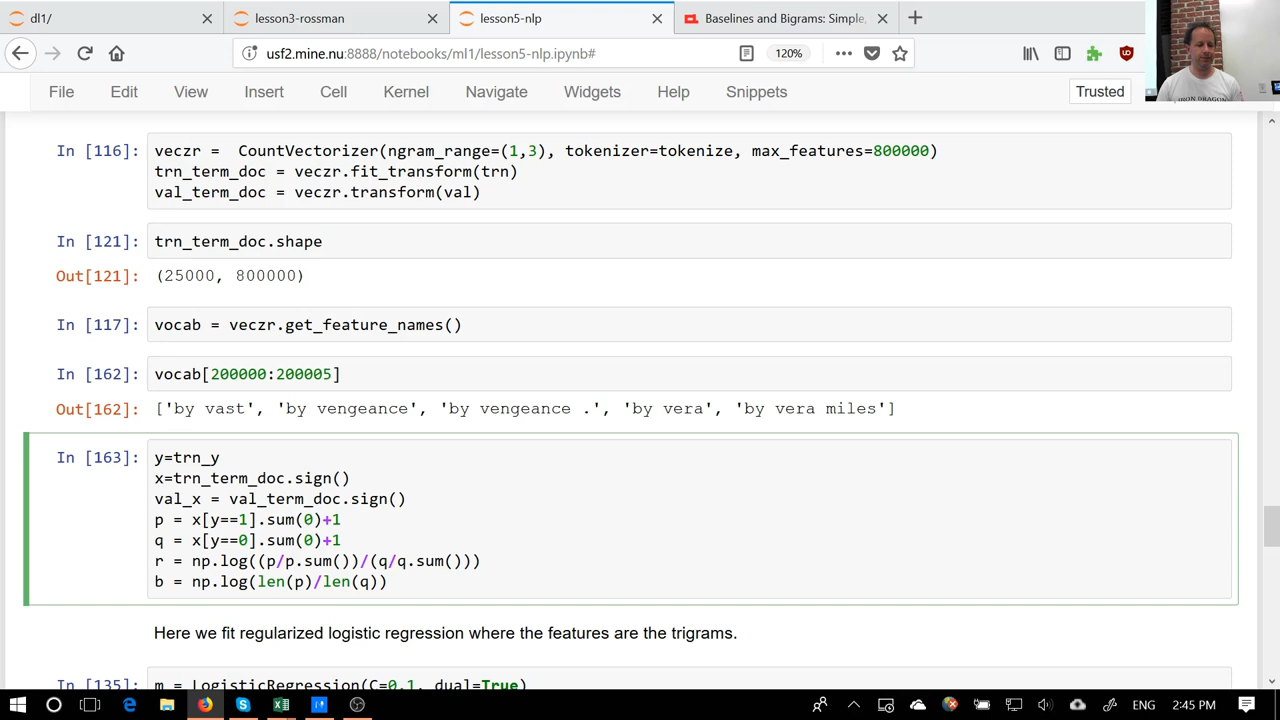 dl1/
lesson3-rossman
lesson5-nlp
Baselines and Bigrams: Simple,
usf2.mine.nu:8888/notebooks/ml1/lesson5-nlp.ipynb#
120%
File Edit View Insert Cell Kernel Navigate Widgets Help Snippets
Trusted
IRON DRAGON
In [116]: veczr =  CountVectorizer(ngram_range=(1,3), tokenizer=tokenize, max_features=800000)
trn_term_doc = veczr.fit_transform(trn)
val_term_doc = veczr.transform(val)
In [121]: trn_term_doc.shape
Out[121]: (25000, 800000)
In [117]: vocab = veczr.get_feature_names()
In [162]: vocab[200000:200005]
Out[162]: ['by vast', 'by vengeance', 'by vengeance .', 'by vera', 'by vera miles']
In [163]: y=trn_y
x=trn_term_doc.sign()
val_x = val_term_doc.sign()
p = x[y==1].sum(0)+1
q = x[y==0].sum(0)+1
r = np.log((p/p.sum())/(q/q.sum()))
b = np.log(len(p)/len(q))
Here we fit regularized logistic regression where the features are the trigrams.
In [135]: m = LogisticRegression(C=0.1, dual=True)
ENG 2:45 PM